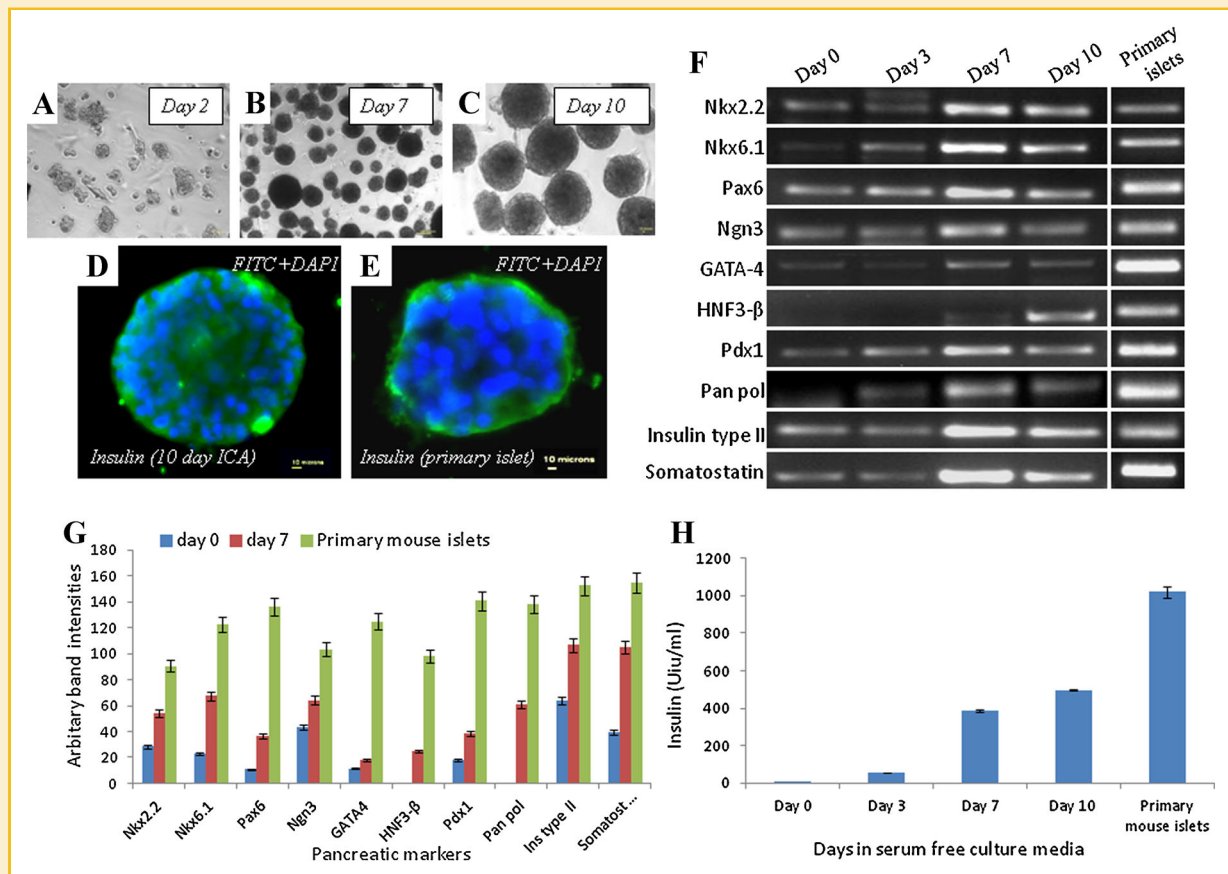 A
Day 2
B
Day 7
C
Day 10
D
FITC+DAPI
Insulin (10 day ICA)
10 microns
E
FITC+DAPI
Insulin (primary islet)
10 microns
F
Day 0
Day 3
Day 7
Day 10
Primary
islets
Nkx2.2
Nkx6.1
Pax6
Ngn3
GATA-4
HNF3-β
Pdx1
Pan pol
Insulin type II
Somatostatin
G
day 0
day 7
Primary mouse islets
Arbitary band intensities
180
160
140
120
100
80
60
40
20
0
Nkx2.2
Nkx6.1
Pax6
Ngn3
GATA4
HNF3-β
Pdx1
Pan pol
Ins type II
Somatost...
Pancreatic markers
H
Insulin (Uiu/ml)
1200
1000
800
600
400
200
0
Day 0
Day 3
Day 7
Day 10
Primary
mouse islets
Days in serum free culture media